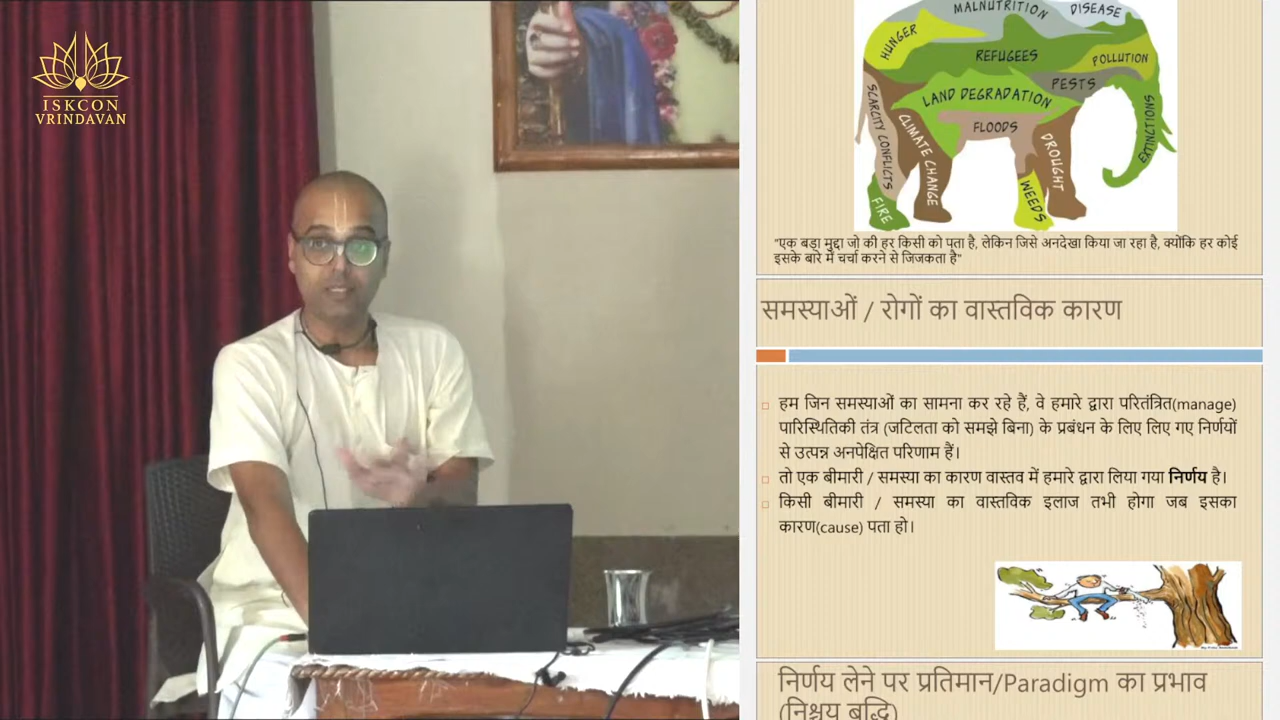 ISKCON
VRINDAVAN
MALNUTRITION
DISEASE
HUNGER
REFUGEES
POLLUTION
PESTS
LAND DEGRADATION
SCARCITY CONFLICTS
CLIMATE CHANGE
FLOODS
DROUGHT
EXTINCTIONS
FIRE
WEEDS
"एक बड़ा मुद्दा जो की हर किसी को पता है, लेकिन जिसे अनदेखा किया जा रहा है, क्योंकि हर कोई
इसके बारे में चर्चा करने से जिजकता है"
समस्याओं / रोगों का वास्तविक कारण
हम जिन समस्याओं का सामना कर रहे हैं, वे हमारे द्वारा परितंत्रित(manage)
पारिस्थितिकी तंत्र (जटिलता को समझे बिना) के प्रबंधन के लिए लिए गए निर्णयों
से उत्पन्न अनपेक्षित परिणाम हैं।
तो एक बीमारी / समस्या का कारण वास्तव में हमारे द्वारा लिया गया निर्णय है।
किसी बीमारी / समस्या का वास्तविक इलाज तभी होगा जब इसका
कारण(cause) पता हो।
निर्णय लेने पर प्रतिमान/Paradigm का प्रभाव
(निश्चय बुद्धि)